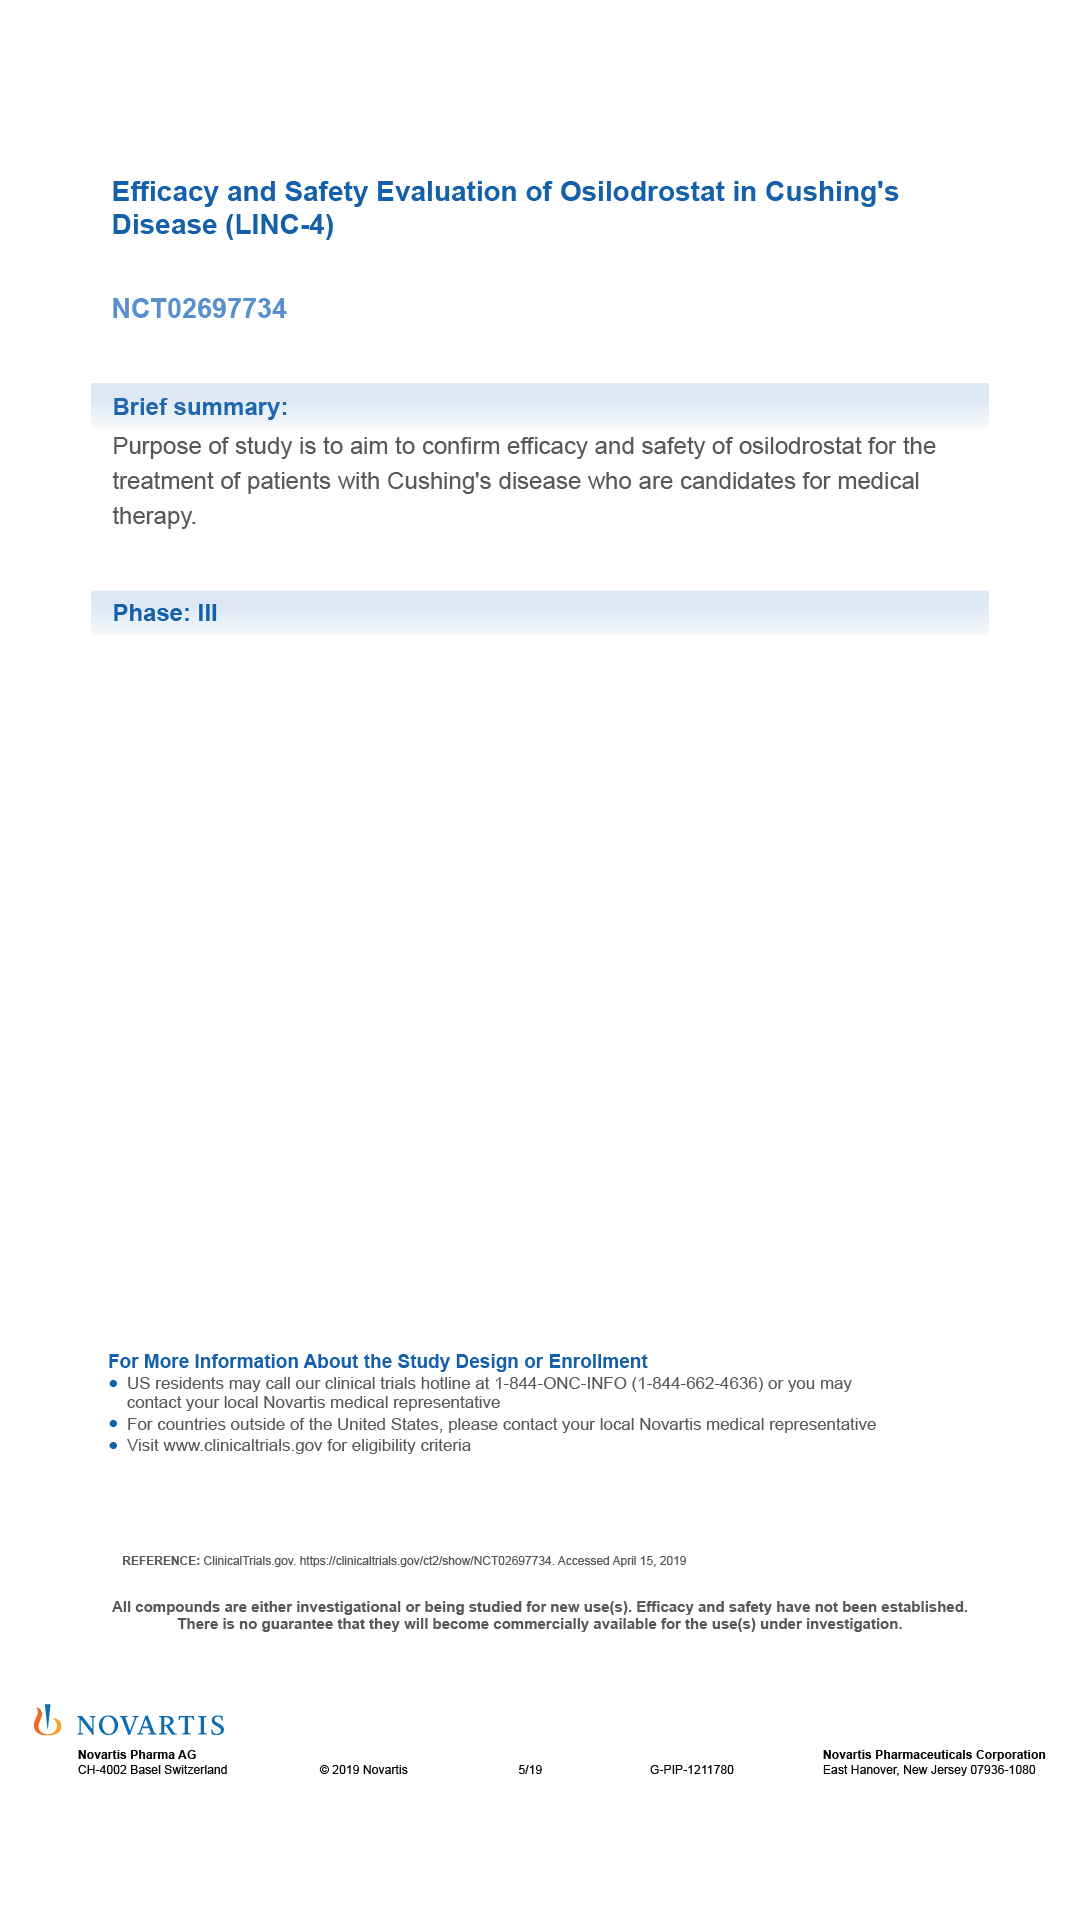 Efficacy and Safety Evaluation of Osilodrostat in Cushing's
Disease (LINC-4)
NCT02697734
Brief summary:
Purpose of study is to aim to confirm efficacy and safety of osilodrostat for the
treatment of patients with Cushing's disease who are candidates for medical
therapy.
Phase: III
For More Information About the Study Design or Enrollment
• US residents may call our clinical trials hotline at 1-844-ONC-INFO (1-844-662-4636) or you may
contact your local Novartis medical representative
• For countries outside of the United States, please contact your local Novartis medical representative
• Visit www.clinicaltrials.gov for eligibility criteria
REFERENCE: ClinicalTrials.gov. https://clinicaltrials.gov/ct2/show/NCT02697734. Accessed April 15, 2019
All compounds are either investigational or being studied for new use(s). Efficacy and safety have not been established.
There is no guarantee that they will become commercially available for the use(s) under investigation.
NOVARTIS
Novartis Pharma AG
CH-4002 Basel Switzerland
© 2019 Novartis
5/19
G-PIP-1211780
Novartis Pharmaceuticals Corporation
East Hanover, New Jersey 07936-1080